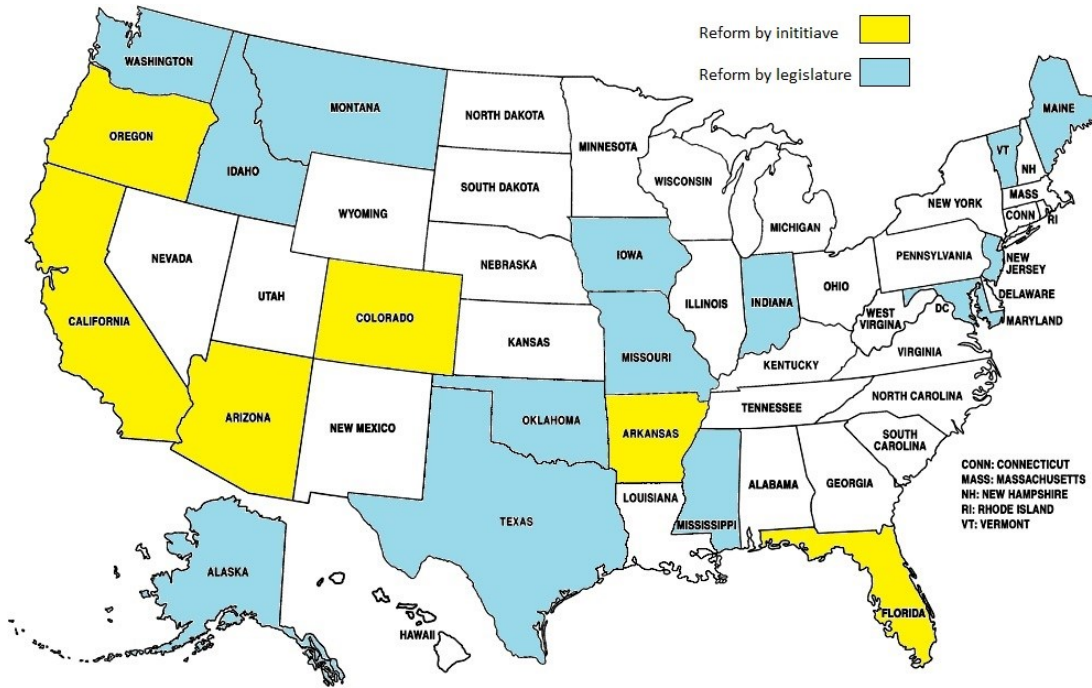 Reform by inititiave
Reform by legislature
WASHINGTON
MONTANA
NORTH DAKOTA
MINNESOTA
MAINE
OREGON
IDAHO
SOUTH DAKOTA
WISCONSIN
VT
NH
WYOMING
MICHIGAN
NEW YORK
MASS
CONN
RI
NEVADA
UTAH
NEBRASKA
IOWA
PENNSYLVANIA
NEW
JERSEY
CALIFORNIA
COLORADO
ILLINOIS
INDIANA
OHIO
DELAWARE
WEST
VIRGINA
DC
MARYLAND
KANSAS
MISSOURI
KENTUCKY
VIRGINIA
ARIZONA
NEW MEXICO
OKLAHOMA
ARKANSAS
TENNESSEE
NORTH CAROLINA
SOUTH
CAROLINA
TEXAS
LOUISIANA
MISSISSIPPI
ALABAMA
GEORGIA
CONN: CONNECTICUT
MASS: MASSACHUSETTS
NH: NEW HAMPSHIRE
RI: RHODE ISLAND
VT: VERMONT
ALASKA
HAWAII
FLORIDA